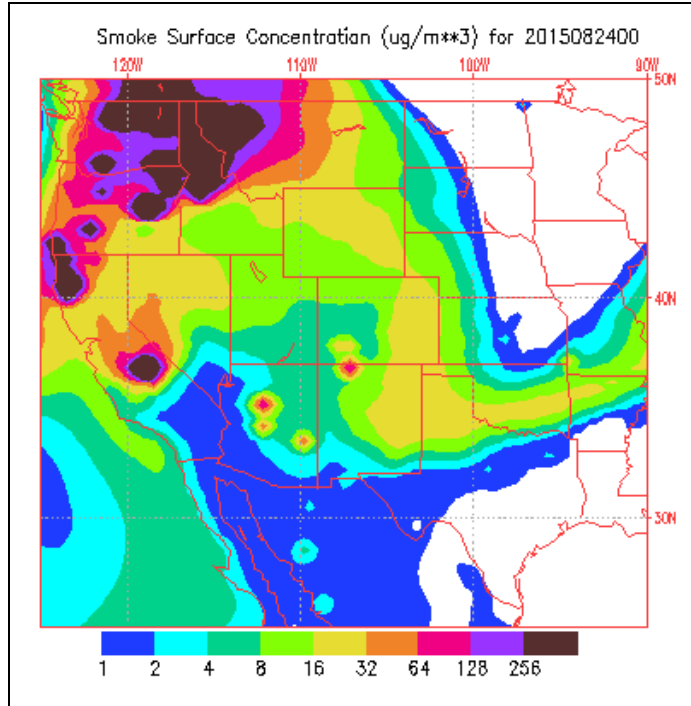 Smoke Surface Concentration (ug/m**3) for 2015082400
120W 110W 100W 90W
50N
40N
30N
1 2 4 8 16 32 64 128 256